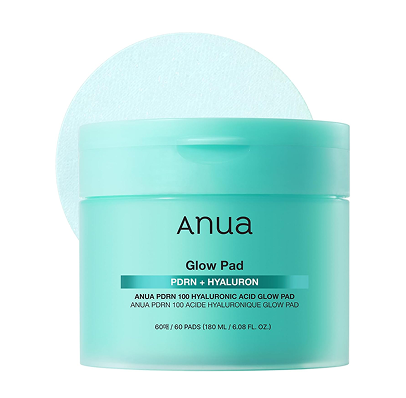 Anua
Glow Pad
PDRN + HYALURON
ANUA PDRN 100 HYALURONIC ACID GLOW PAD
ANUA PDRN 100 ACIDE HYALURONIQUE GLOW PAD
60매 / 60 PADS (180 ML / 6.08 FL. OZ.)